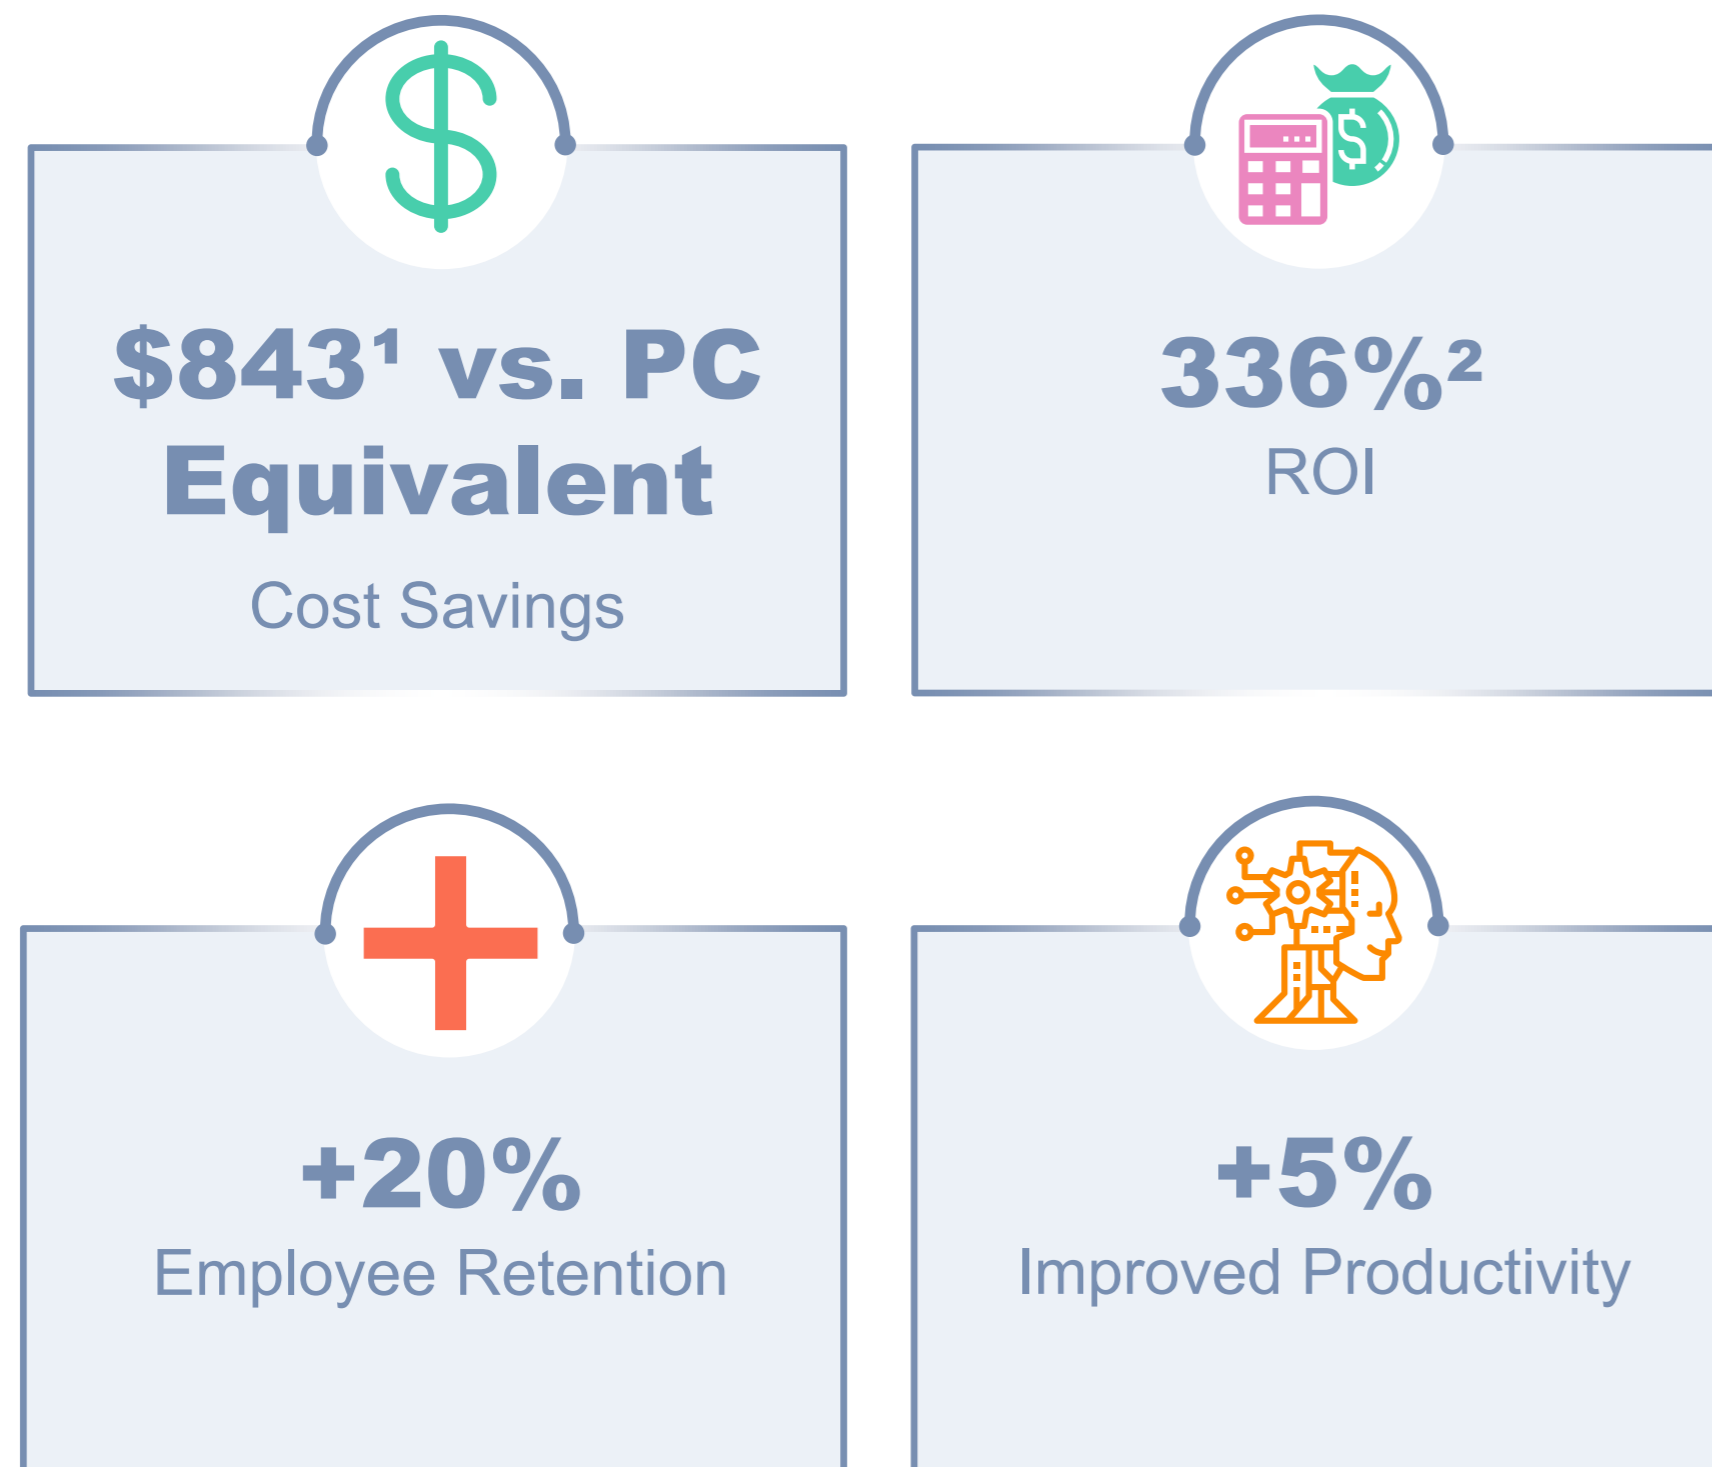 $843¹ vs. PC
Equivalent
Cost Savings
336%²
ROI
+20%
Employee Retention
+5%
Improved Productivity